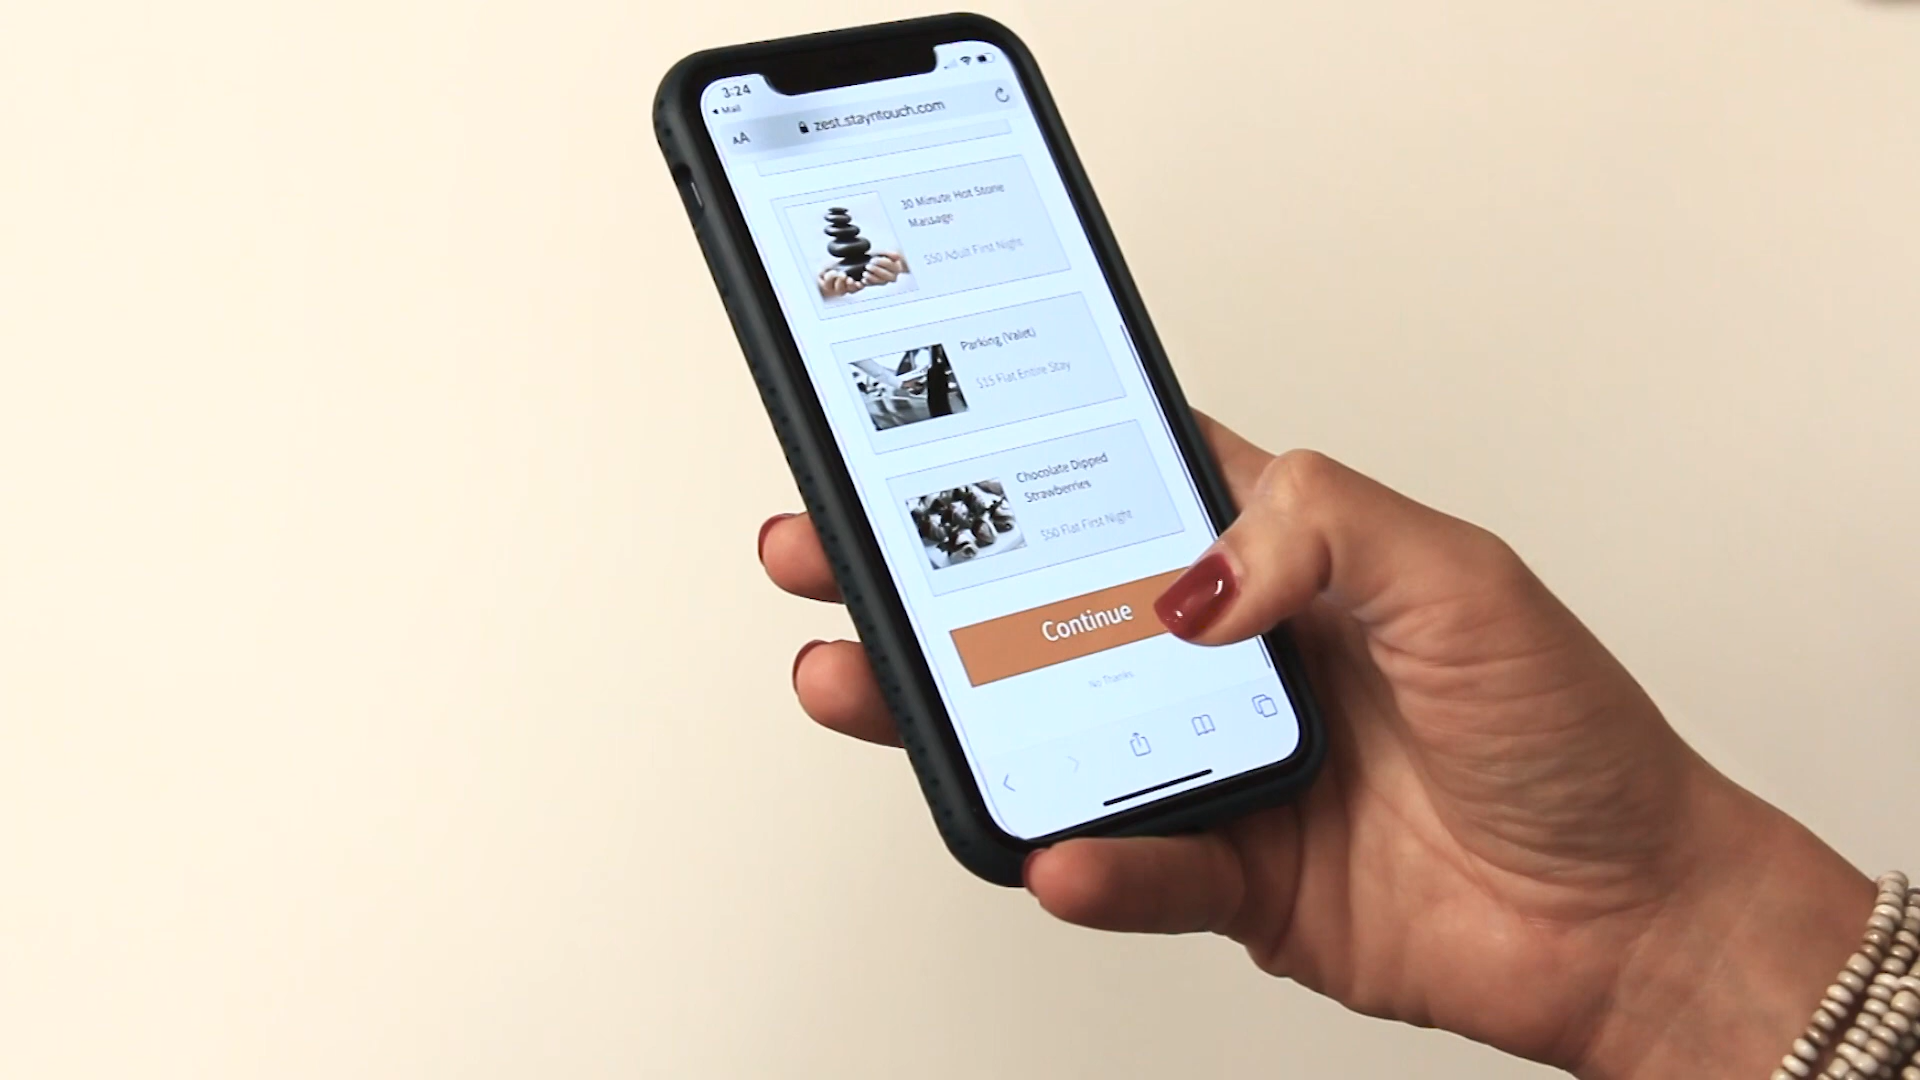 3:24
Mail
AA
zest.stayntouch.com
30 Minute Hot Stone
Massage
$50 Adult First Night
Parking (Valet)
$15 Flat Entire Stay
Chocolate Dipped
Strawberries
$50 Flat First Night
Continue
No Thanks